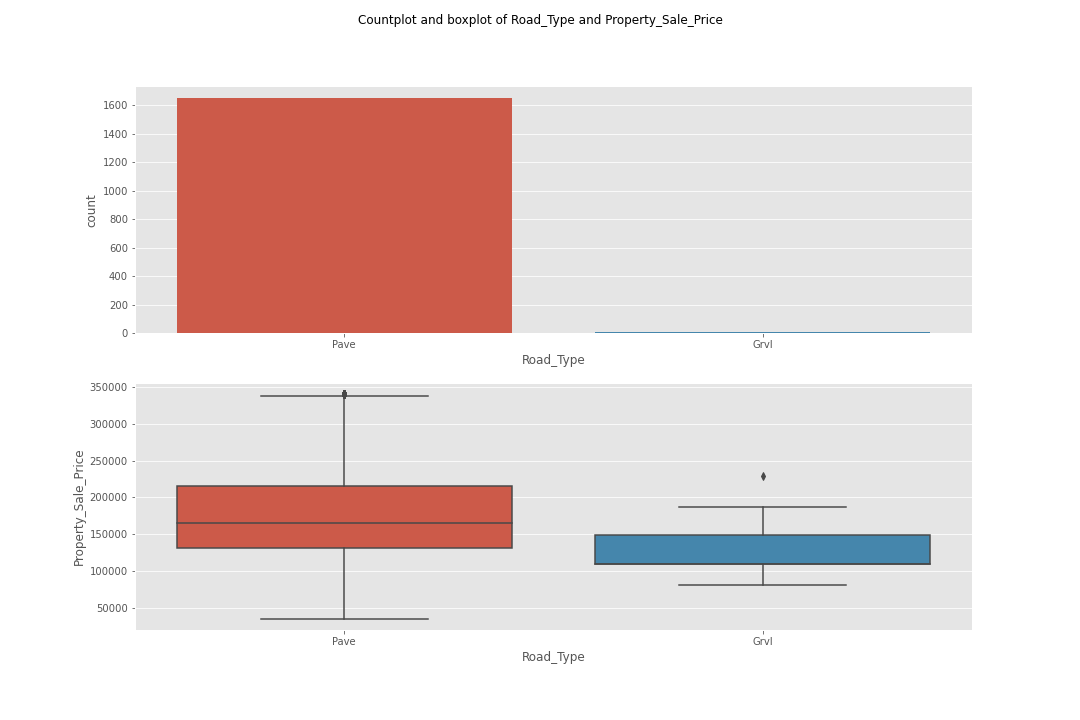 Countplot and boxplot of Road_Type and Property_Sale_Price
1600
1400
1200
1000
800
600
400
200
0
count
Pave
Grvl
Road_Type
350000
300000
250000
200000
150000
100000
50000
Property_Sale_Price
Pave
Grvl
Road_Type